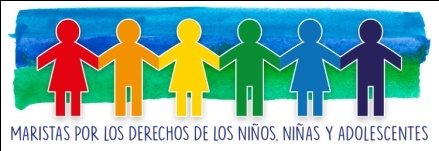 MARISTAS POR LOS DERECHOS DE LOS NIÑOS, NIÑAS Y ADOLESCENTES